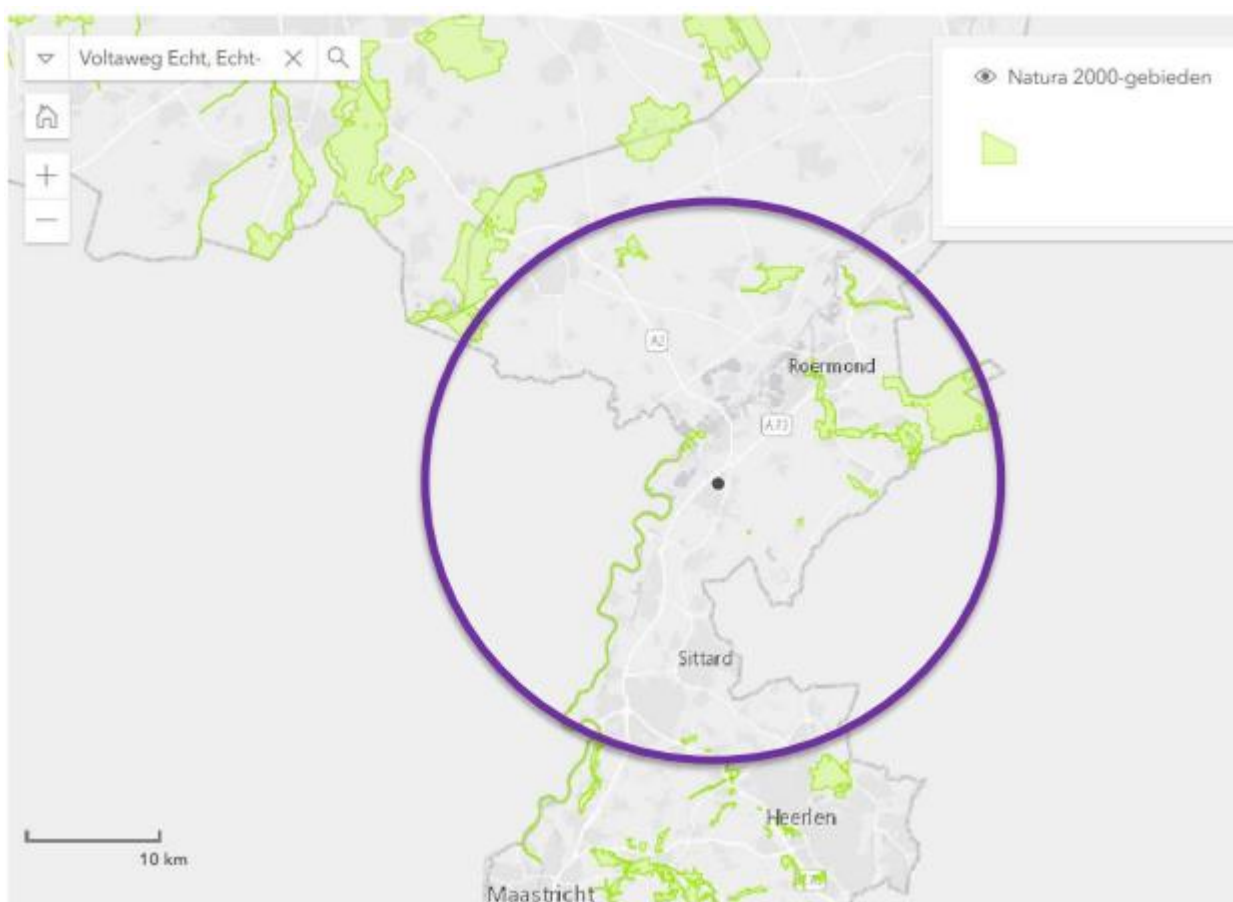 Voltaweg Echt, Echt-
Natura 2000-gebieden
A2
Roermond
A73
Sittard
Heerlen
10 km
Maastricht